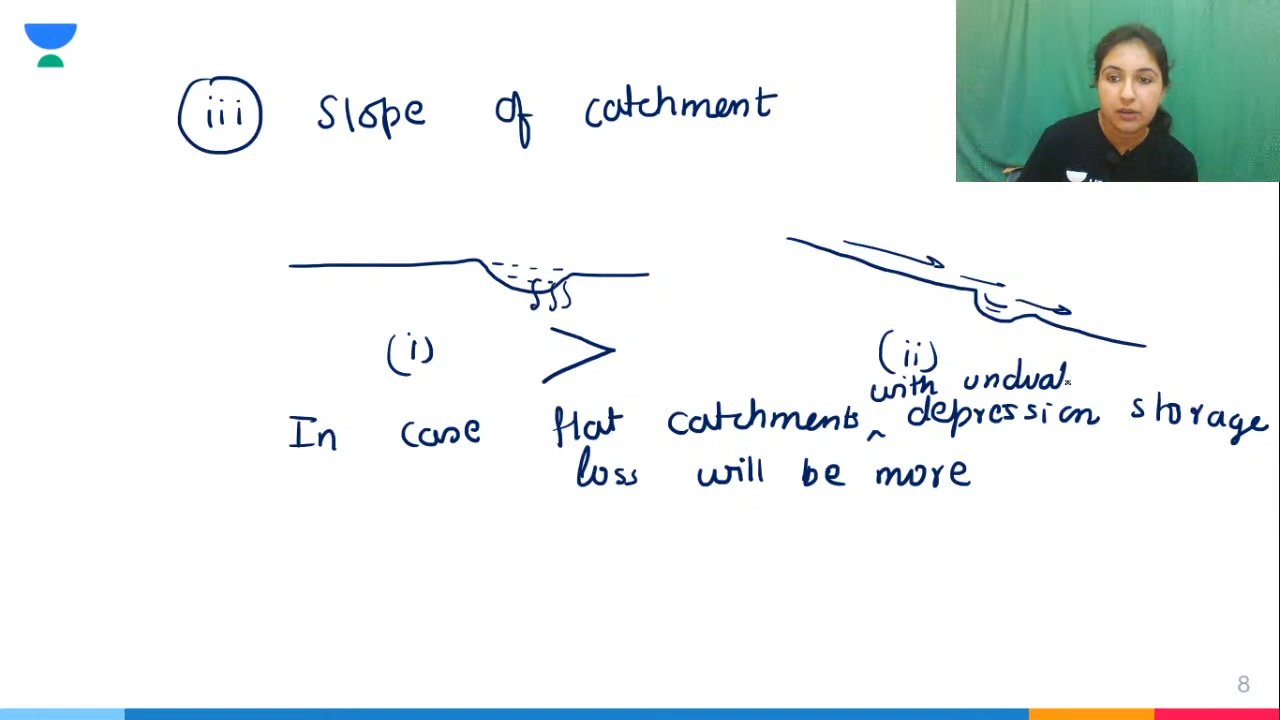 iii Slope of catchment
(i) > (ii)
with undual
In case flat catchments ^ depression storage
loss will be more
8